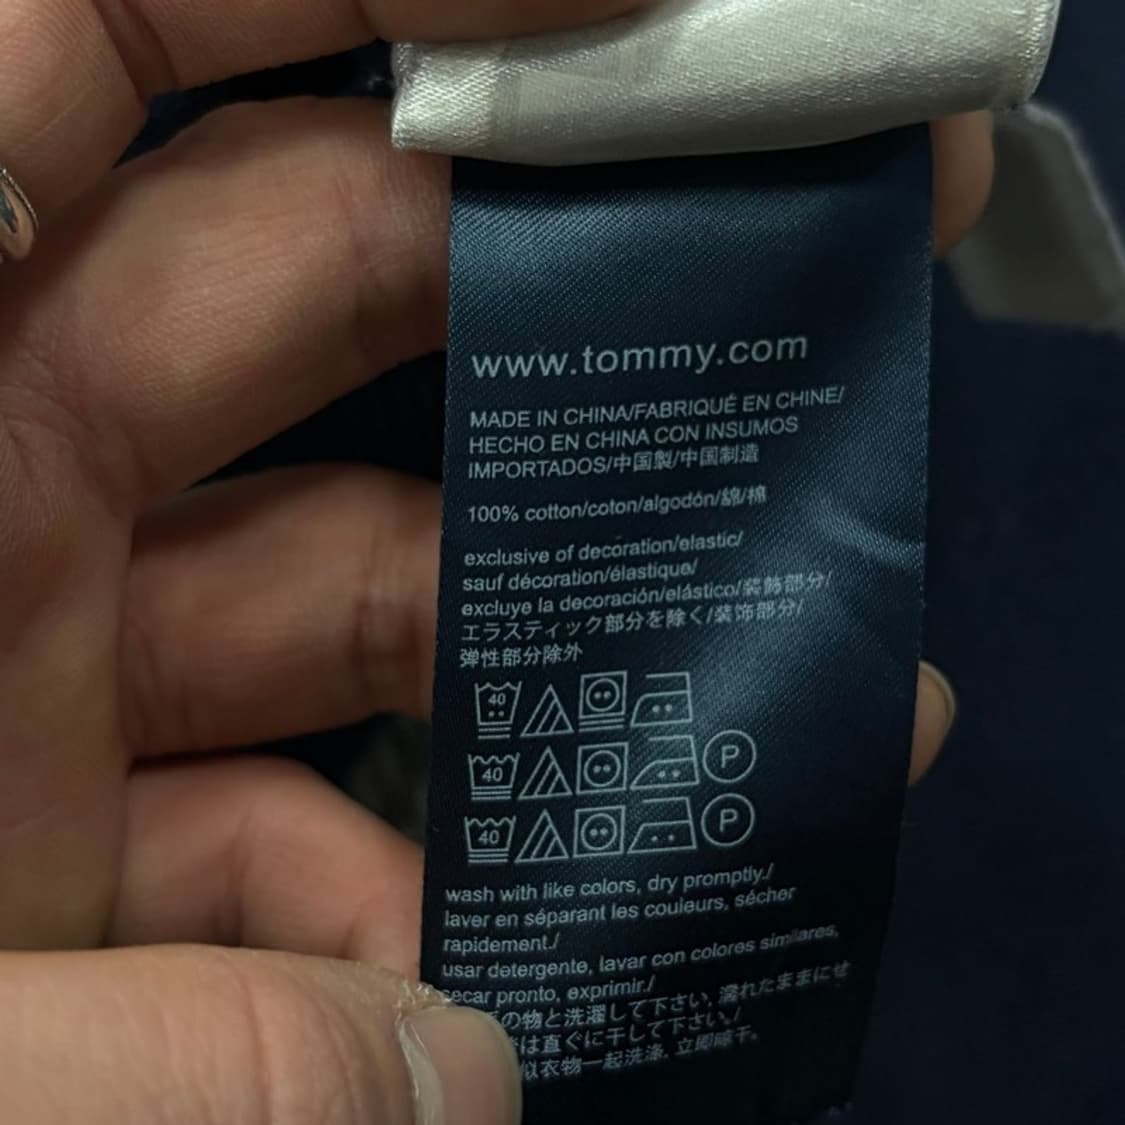 www.tommy.com
MADE IN CHINA/FABRIQUÉ EN CHINE/
HECHO EN CHINA CON INSUMOS
IMPORTADOS/中国製/中国制造
100% cotton/coton/algodón/綿/棉
exclusive of decoration/elastic/
sauf décoration/élastique/
excluye la decoración/elástico/装飾部分/
エラスティック部分を除く/装饰部分/
弹性部分除外
40
40 P
40 P
wash with like colors, dry promptly./
laver en séparant les couleurs, sécher
rapidement./
usar detergente, lavar con colores similares,
secar pronto, exprimir./
の物と洗濯して下さい, 濡れたままにせ
は直ぐに干して下さい./
似衣物一起洗涤, 立即晾干.